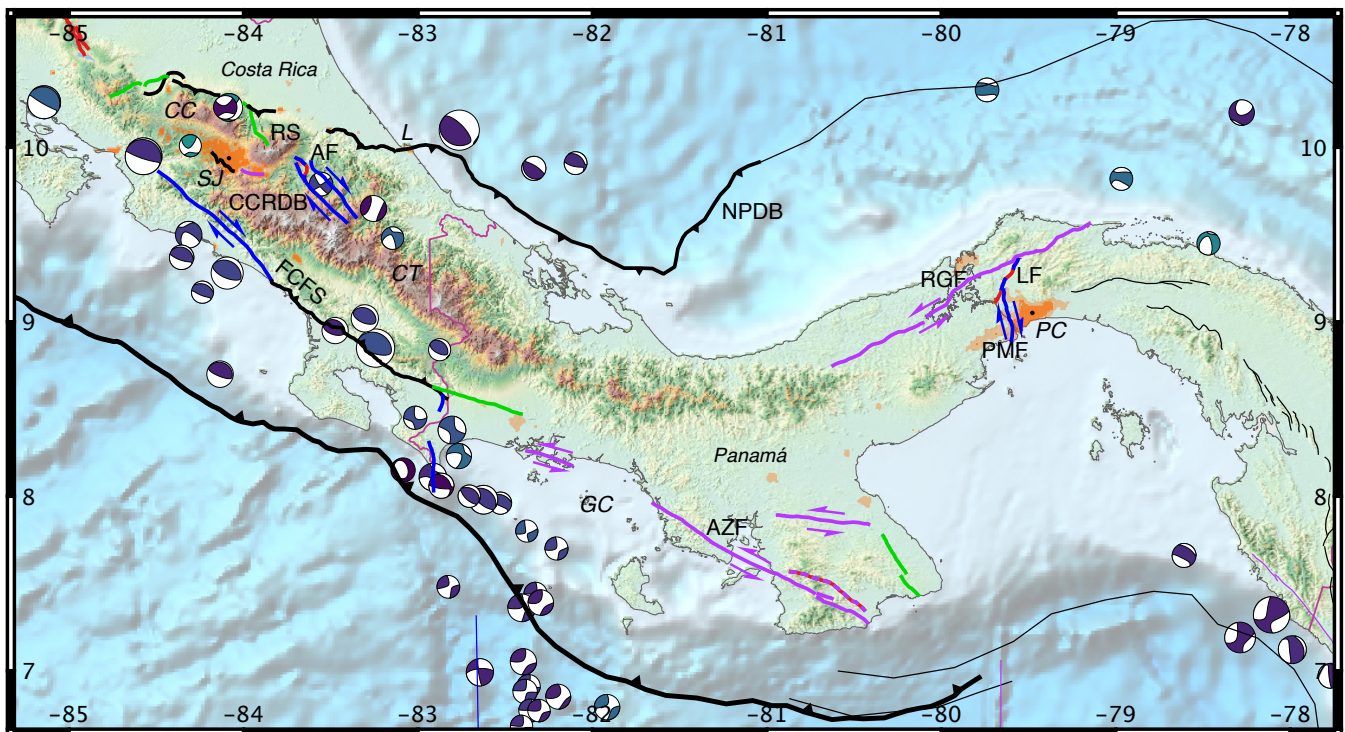 −85 −84 −83 −82 −81 −80 −79 −78
Costa Rica
CC
RS
L
10 10
AF
SJ
CCRDB
NPDB
CT
FCFS
RGF
LF
9 9
PC
PMF
Panamá
8 8
GC
AZF
7 7
−85 −84 −83 −82 −81 −80 −79 −78